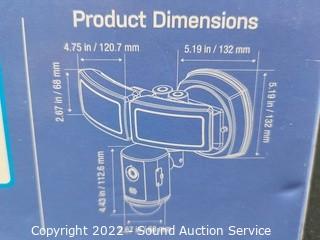 Product Dimensions
4.75 in / 120.7 mm
5.19 in / 132 mm
2.67 in / 68 mm
5.19 in / 132 mm
4.43 in / 112.6 mm
Copyright 2022 - Sound Auction Service